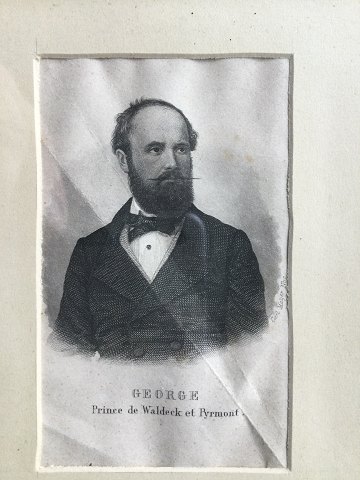 GEORGE
Prince de Waldeck et Pyrmont.